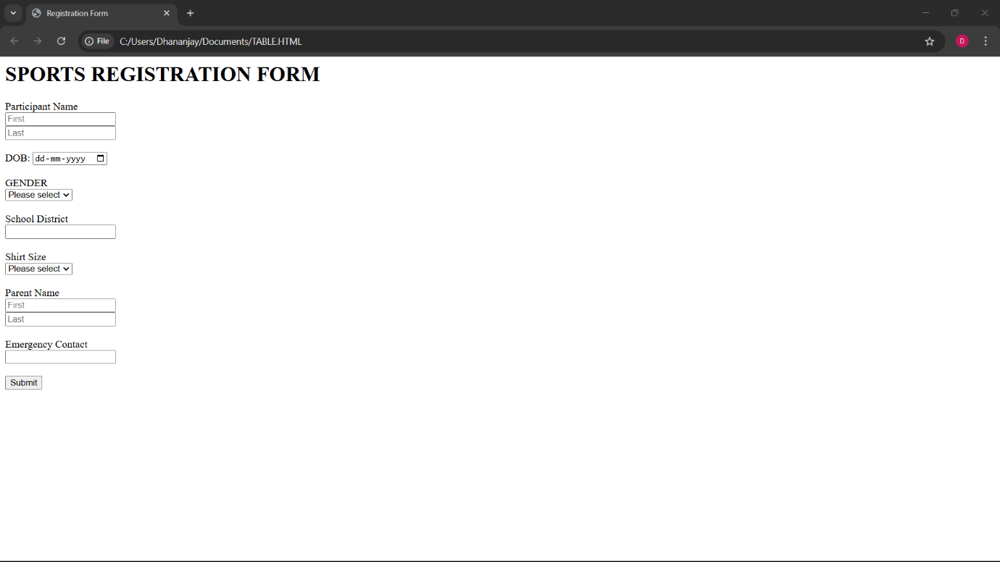 Registration Form
File C:/Users/Dhananjay/Documents/TABLE.HTML
D
SPORTS REGISTRATION FORM
Participant Name
First
Last
DOB: dd-mm-yyyy
GENDER
Please select
School District
Shirt Size
Please select
Parent Name
First
Last
Emergency Contact
Submit